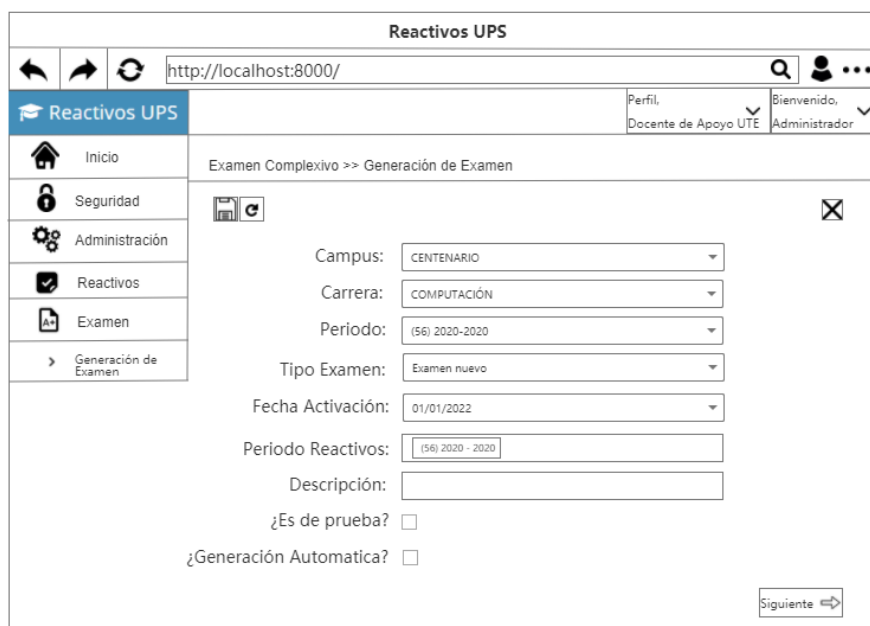 Reactivos UPS
http://localhost:8000/
Reactivos UPS
Perfil,
Docente de Apoyo UTE
Bienvenido,
Administrador
Inicio
Seguridad
Administración
Reactivos
A+
Examen
Generación de
Examen
Examen Complexivo >> Generación de Examen
Campus: CENTENARIO
Carrera: COMPUTACIÓN
Periodo: (56) 2020-2020
Tipo Examen: Examen nuevo
Fecha Activación: 01/01/2022
Periodo Reactivos: (56) 2020 - 2020
Descripción:
¿Es de prueba?
¿Generación Automatica?
Siguiente